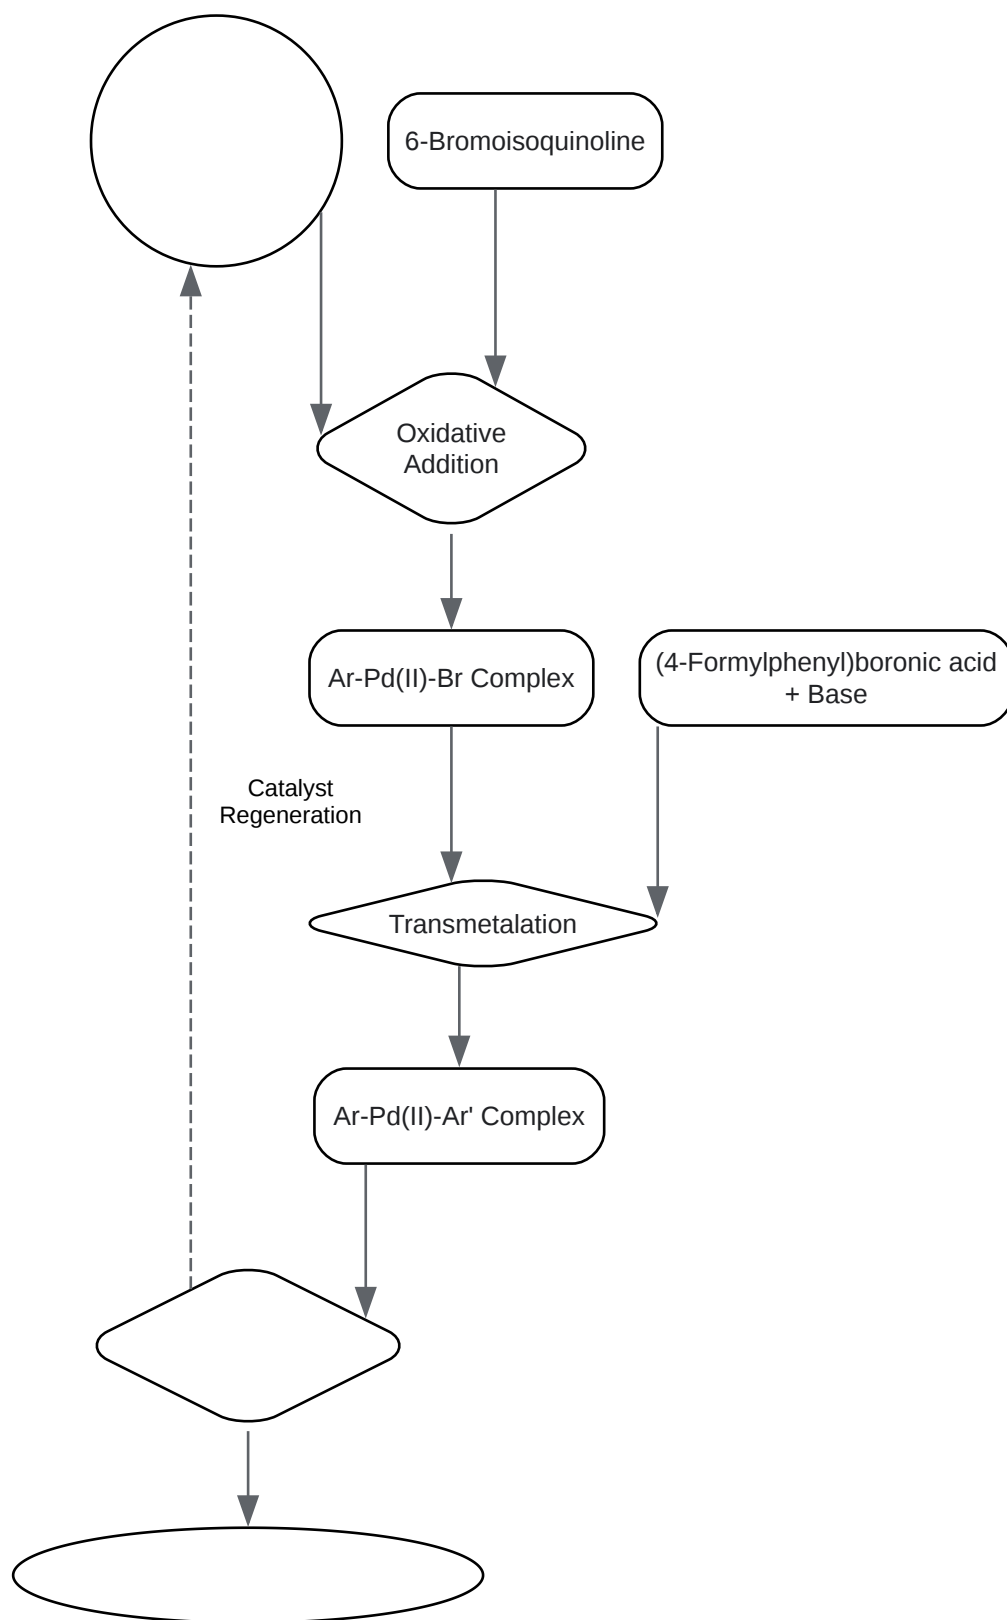 6-Bromoisoquinoline
Oxidative
Addition
Ar-Pd(II)-Br Complex
(4-Formylphenyl)boronic acid
+ Base
Catalyst
Regeneration
Transmetalation
Ar-Pd(II)-Ar' Complex